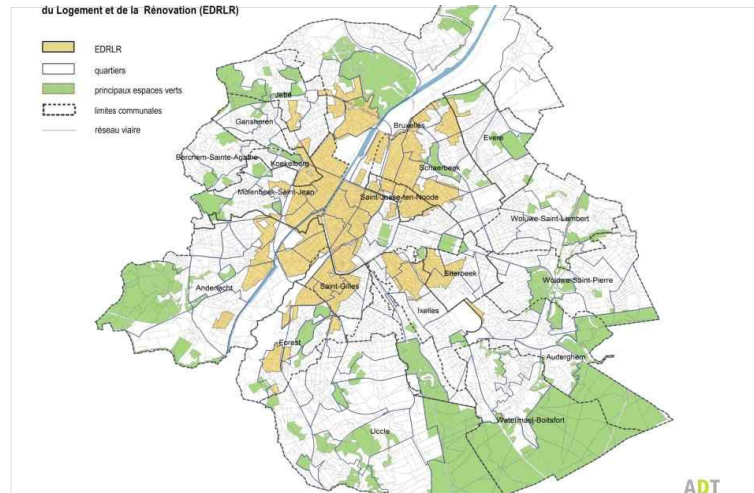 du Logement et de la Rénovation (EDRLR)
EDRLR
quartiers
principaux espaces verts
limites communales
réseau viaire
Jette
Ganshoren
Bruxelles
Evere
Berchem-Sainte-Agathe
Koekelberg
Schaerbeek
Molenbeek-Saint-Jean
Saint-Josse-ten-Noode
Woluwe-Saint-Lambert
Anderlecht
Etterbeek
Woluwe-Saint-Pierre
Saint-Gilles
Ixelles
Forest
Auderghem
Watermael-Boitsfort
Uccle
ADT